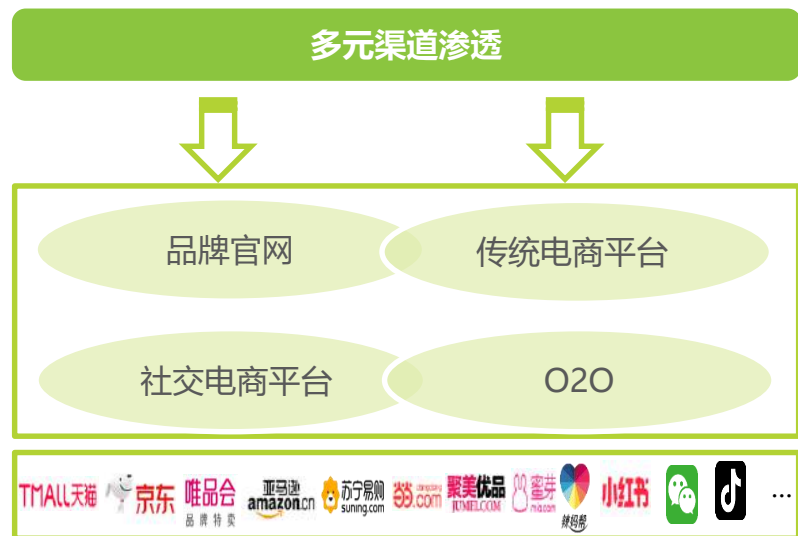 多元渠道渗透
品牌官网
传统电商平台
社交电商平台
O2O
TMALL天猫
京东
唯品会
品牌特卖
亚马逊
amazon.cn
苏宁易购
suning.com
当当.com
聚美优品
JUMEI.COM
蜜芽
mia.com
辣妈帮
小红书
...